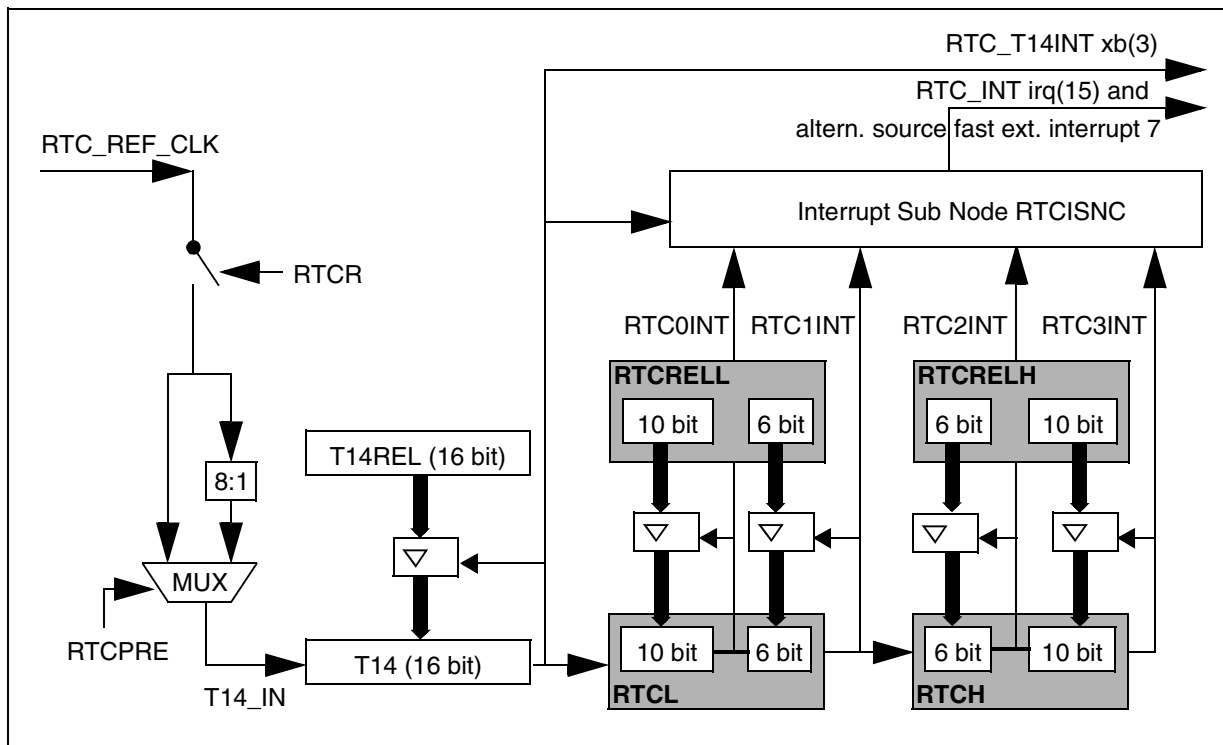 RTC_T14INT xb(3)
RTC_INT irq(15) and
altern. source fast ext. interrupt 7
RTC_REF_CLK
Interrupt Sub Node RTCISNC
RTCR
RTC0INT RTC1INT RTC2INT RTC3INT
RTCRELL RTCRELH
10 bit 6 bit 6 bit 10 bit
T14REL (16 bit)
8:1
MUX
RTCPRE
T14 (16 bit)
10 bit 6 bit 6 bit 10 bit
T14_IN
RTCL RTCH